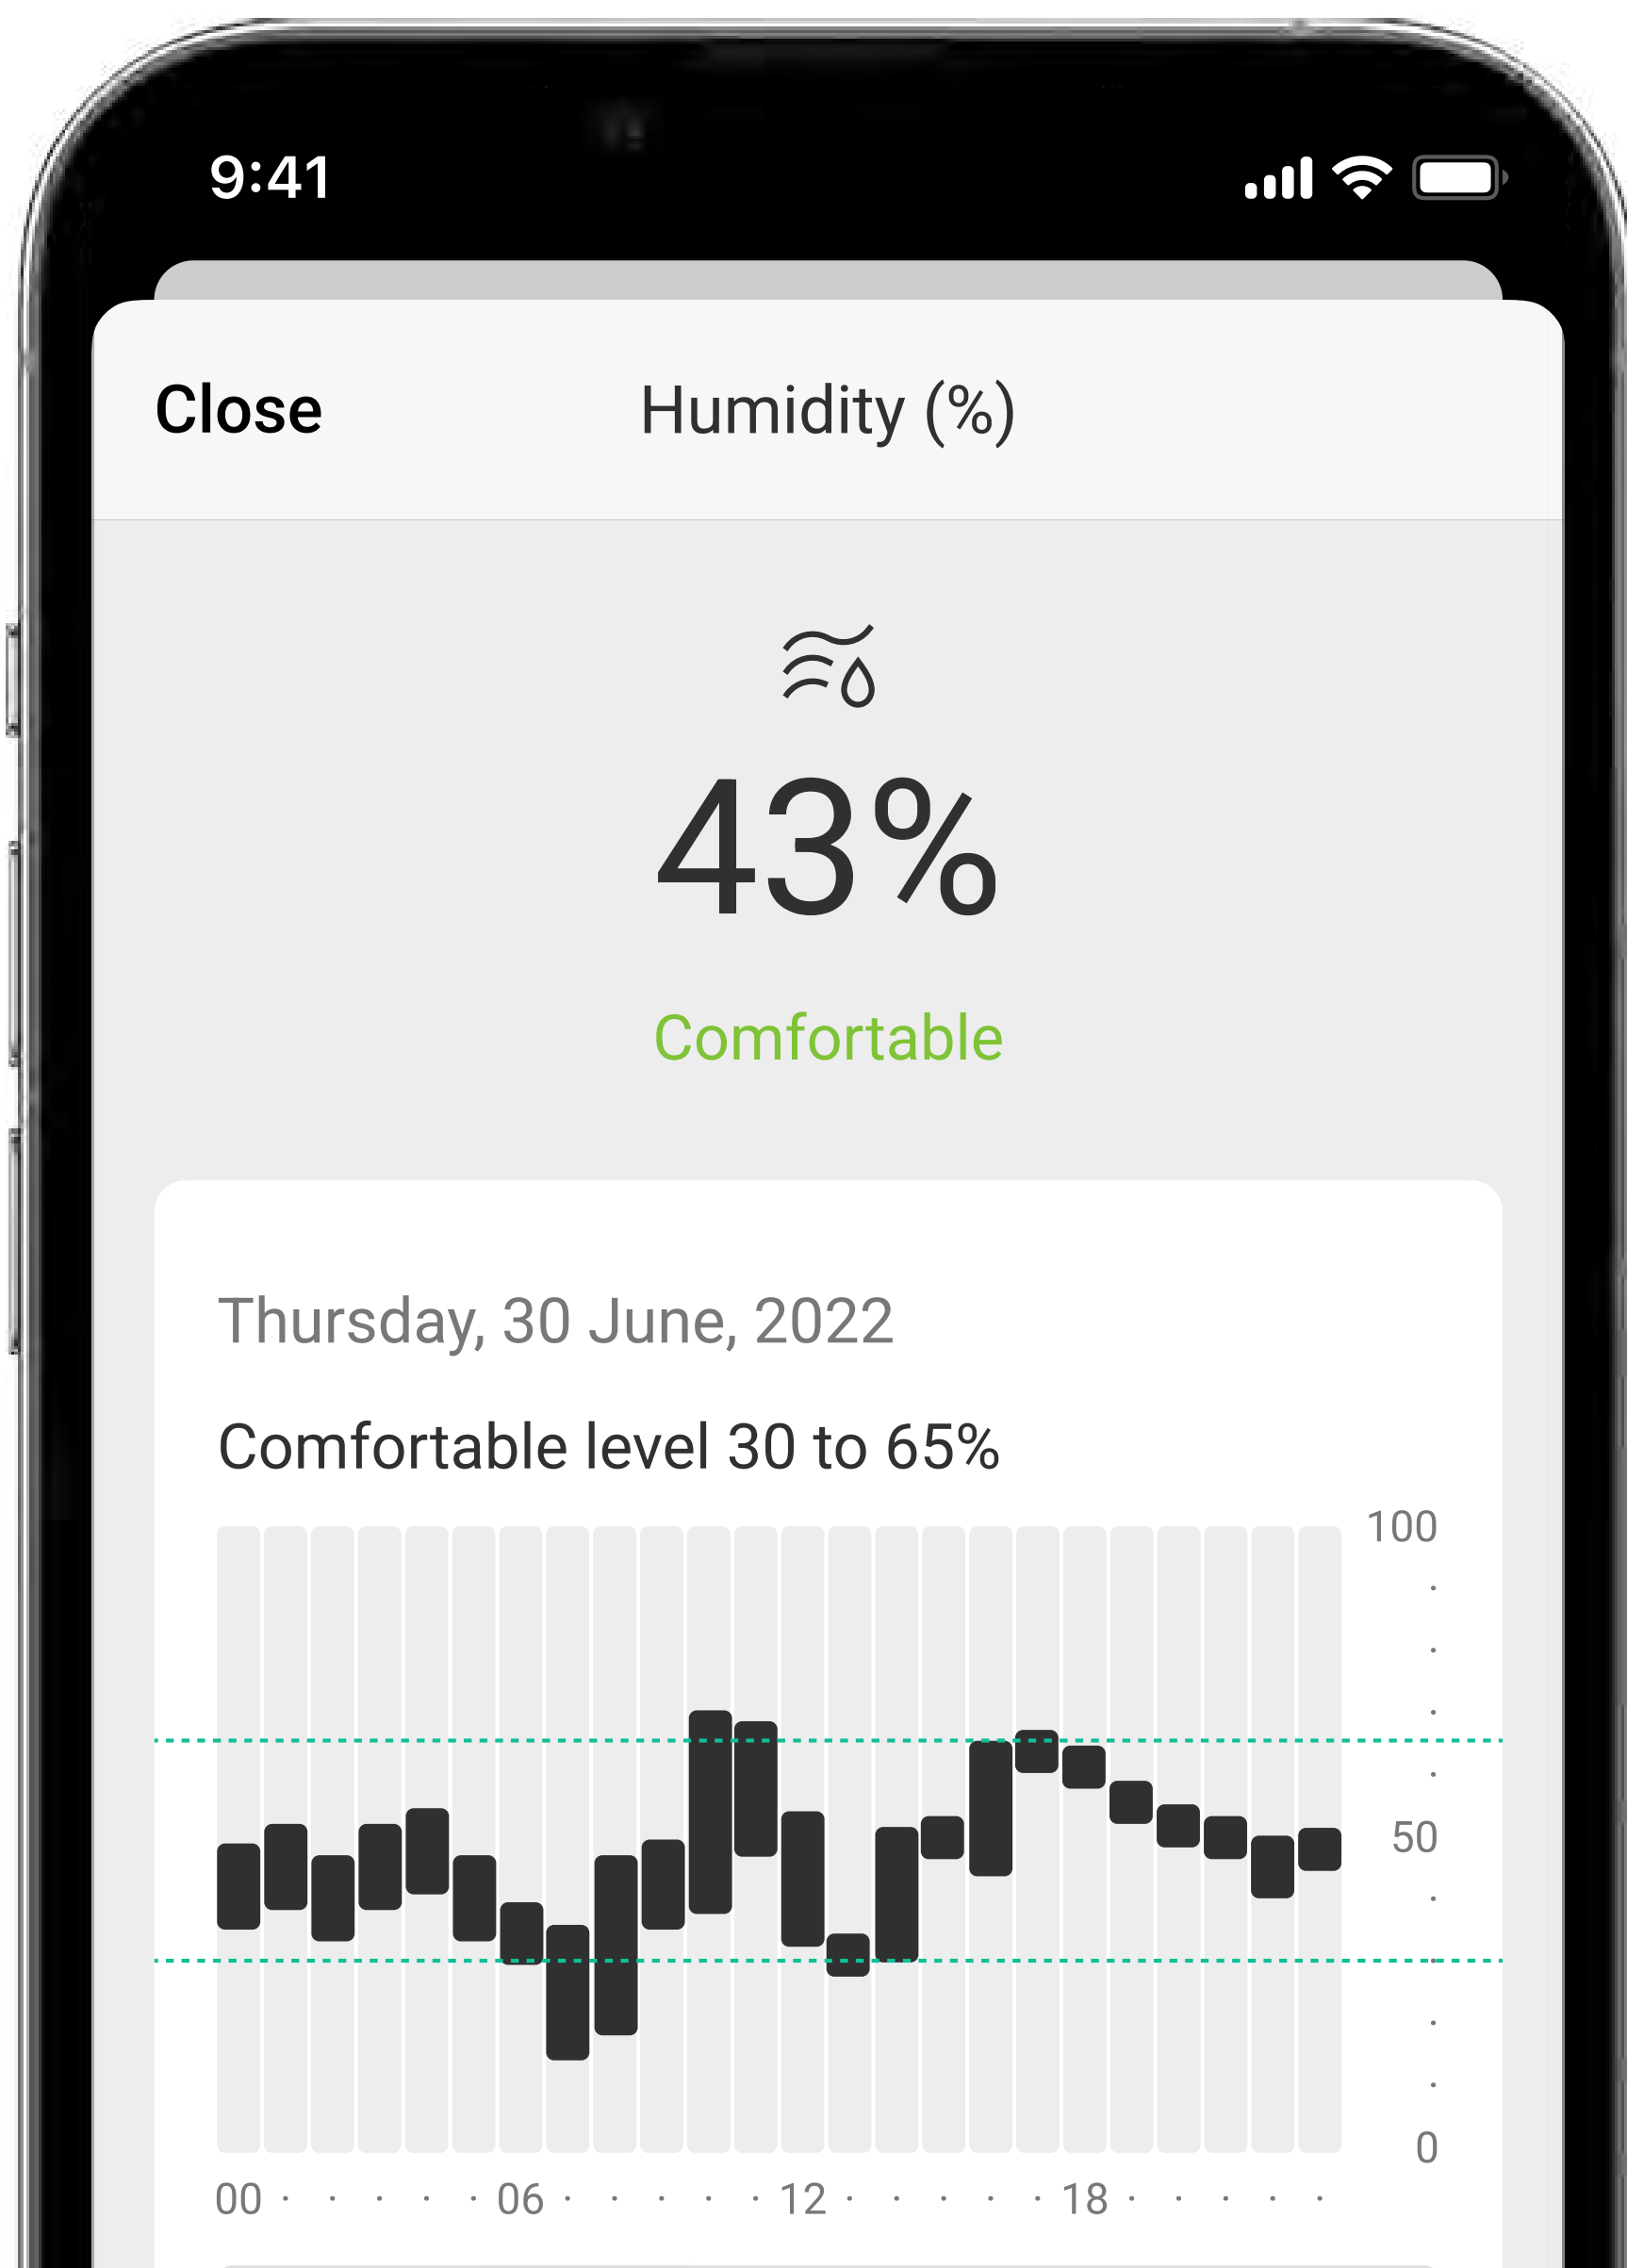 9:41
Close
Humidity (%)
43%
Comfortable
Thursday, 30 June, 2022
Comfortable level 30 to 65%
100
50
0
00 06 12 18